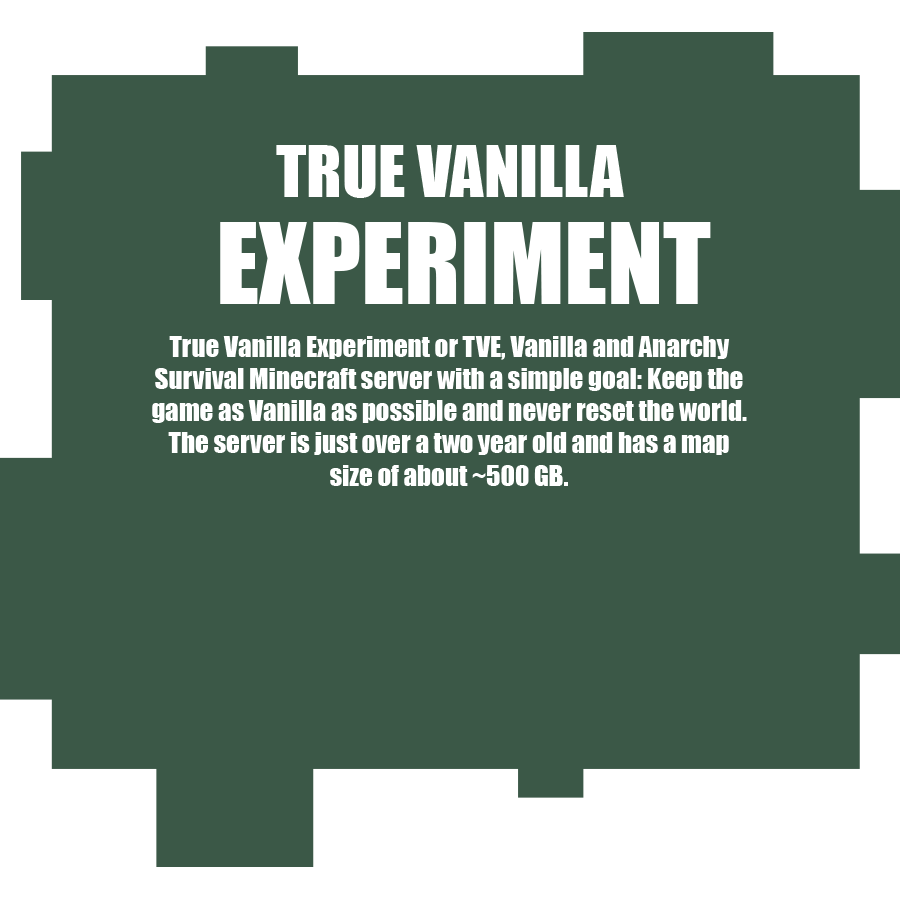 TRUE VANILLA
EXPERIMENT
True Vanilla Experiment or TVE, Vanilla and Anarchy
Survival Minecraft server with a simple goal: Keep the
game as Vanilla as possible and never reset the world.
The server is just over a two year old and has a map
size of about ~500 GB.